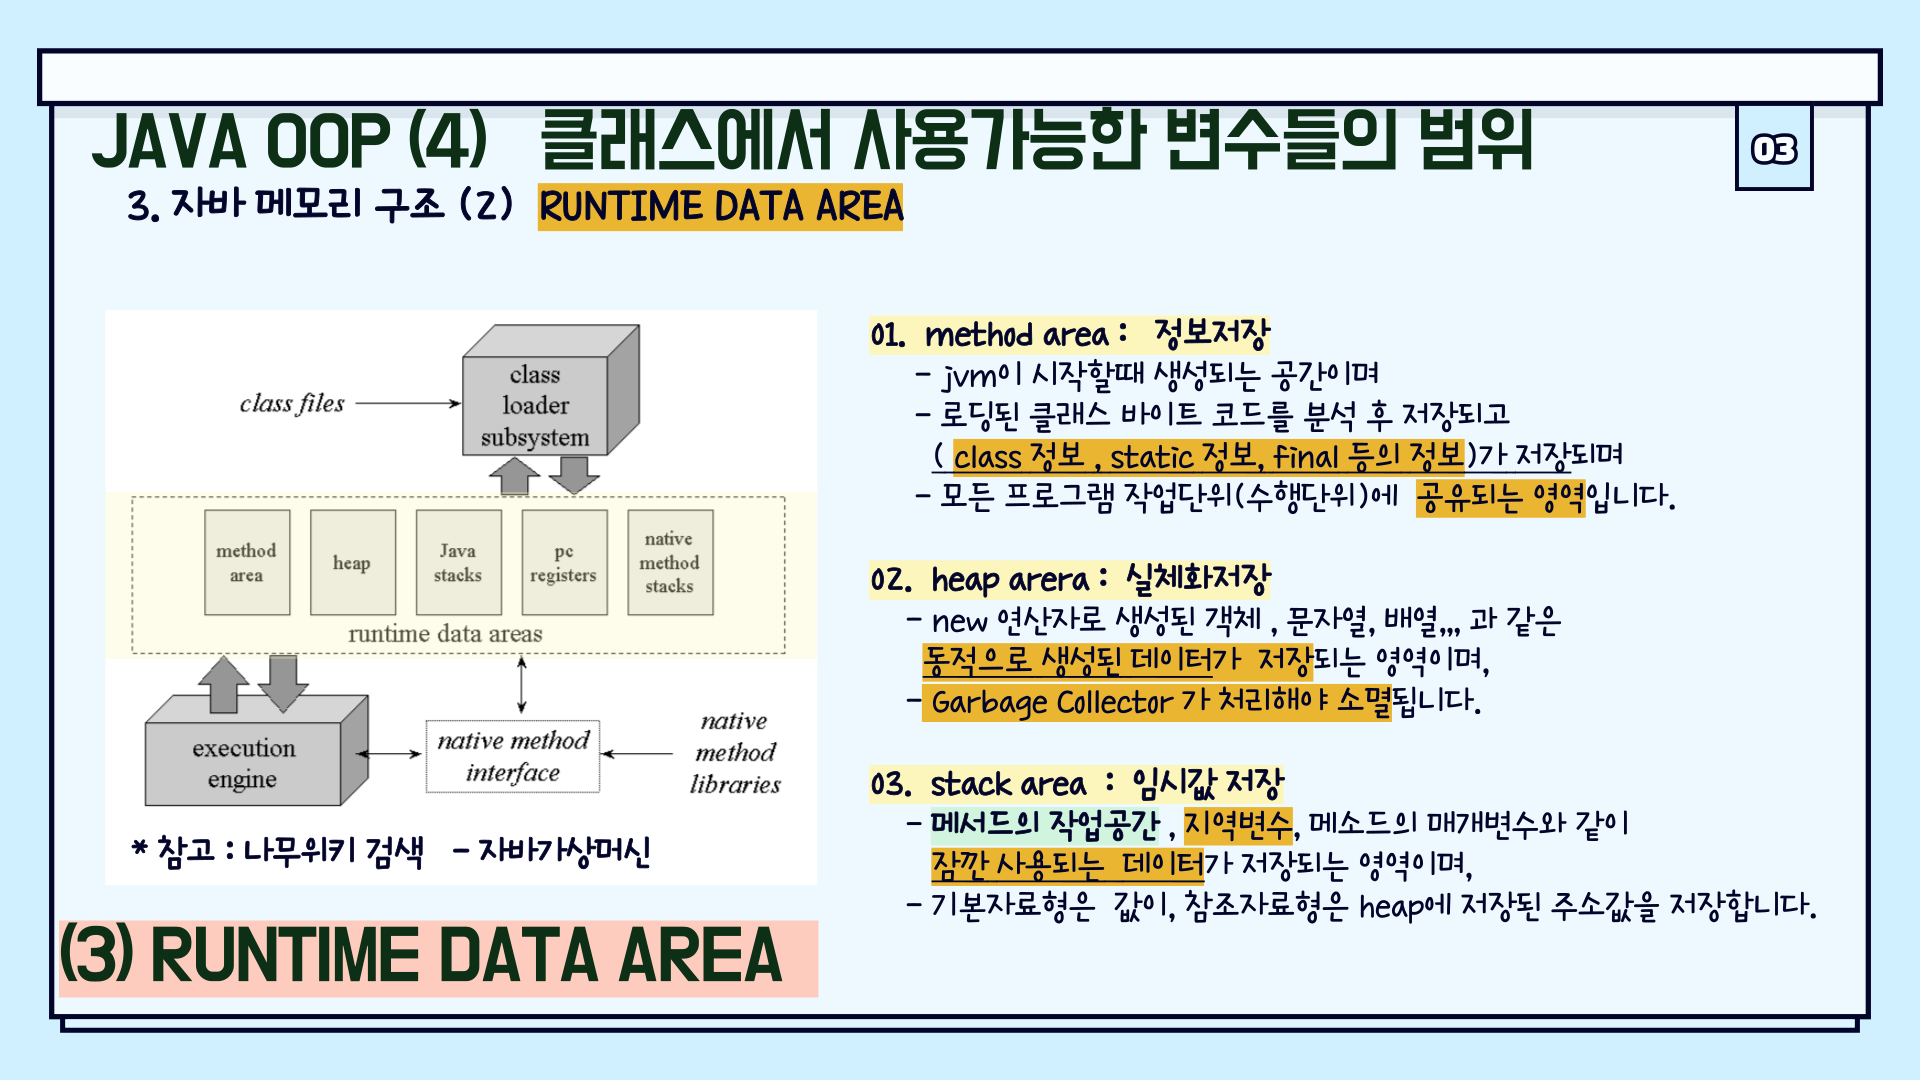 JAVA OOP (4) 클래스에서 사용가능한 변수들의 범위
03
3. 자바 메모리 구조 (2) RUNTIME DATA AREA
class files
class
loader
subsystem
method
area
heap
Java
stacks
pc
registers
native
method
stacks
runtime data areas
execution
engine
native method
interface
native
method
libraries
* 참고 : 나무위키 검색 - 자바가상머신
(3) RUNTIME DATA AREA
01. method area : 정보저장
- jvm이 시작할때 생성되는 공간이며
- 로딩된 클래스 바이트 코드를 분석 후 저장되고
( class 정보 , static 정보, final 등의 정보)가 저장되며
- 모든 프로그램 작업단위(수행단위)에 공유되는 영역입니다.
02. heap arera : 실체화저장
- new 연산자로 생성된 객체 , 문자열, 배열,,, 과 같은
동적으로 생성된 데이터가 저장되는 영역이며,
- Garbage Collector 가 처리해야 소멸됩니다.
03. stack area : 임시값 저장
- 메서드의 작업공간 , 지역변수, 메소드의 매개변수와 같이
잠깐 사용되는 데이터가 저장되는 영역이며,
- 기본자료형은 값이, 참조자료형은 heap에 저장된 주소값을 저장합니다.